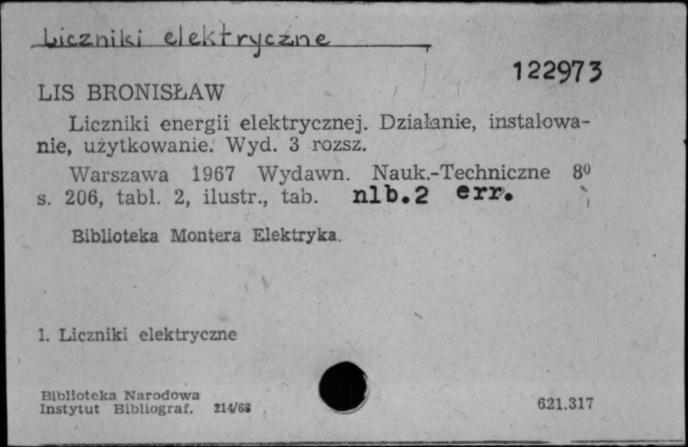 Liczniki elektryczne
122973
LIS BRONISŁAW
Liczniki energii elektrycznej. Działanie, instalowa-
nie, użytkowanie. Wyd. 3 rozsz.
Warszawa 1967 Wydawn. Nauk.-Techniczne 8⁰
s. 206, tabl. 2, ilustr., tab. nlb.2 err.
Biblioteka Montera Elektryka.
1. Liczniki elektryczne
Biblioteka Narodowa
Instytut Bibliograf. 214/68
621.317